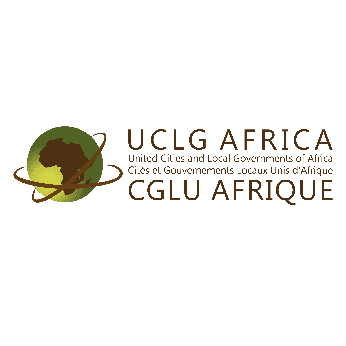 UCLG AFRICA
United Cities and Local Governments of Africa
Cités et Gouvernements Locaux Unis d'Afrique
CGLU AFRIQUE